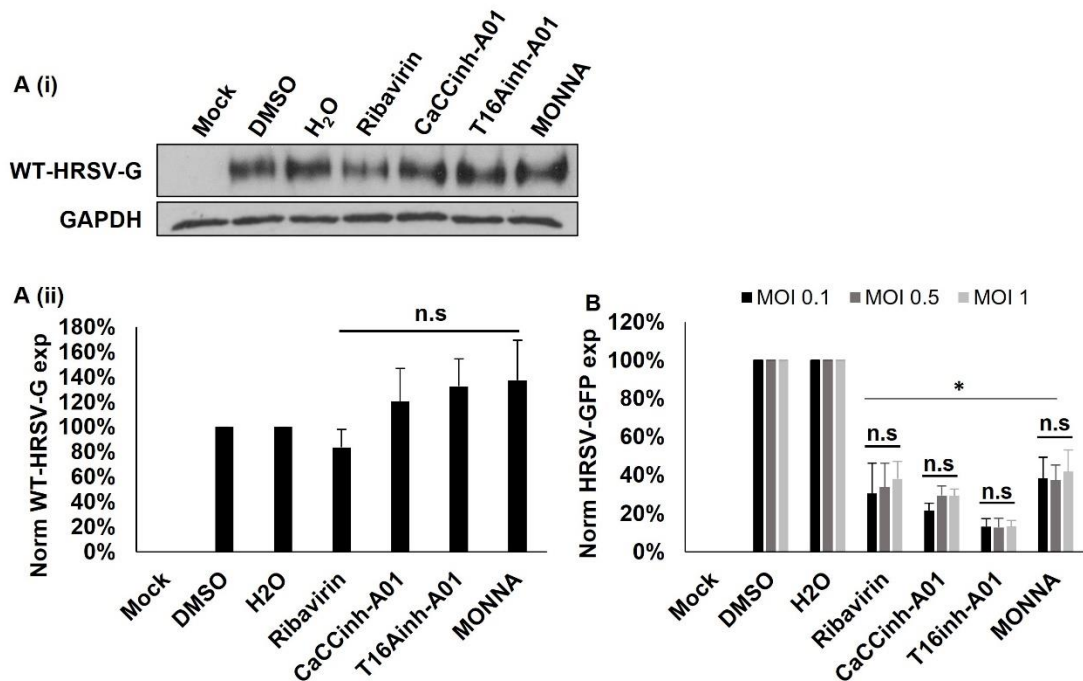 A (i)
Mock
DMSO
H₂O
Ribavirin
CaCCinh-A01
T16Ainh-A01
MONNA
WT-HRSV-G
GAPDH
A (ii)
n.s
Norm WT-HRSV-G exp
180%
160%
140%
120%
100%
80%
60%
40%
20%
0%
Mock
DMSO
H2O
Ribavirin
CaCCinh-A01
T16Ainh-A01
MONNA
B
MOI 0.1 MOI 0.5 MOI 1
Norm HRSV-GFP exp
120%
100%
80%
60%
40%
20%
0%
*
n.s
n.s
n.s
n.s
Mock
DMSO
H2O
Ribavirin
CaCCinh-A01
T16inh-A01
MONNA